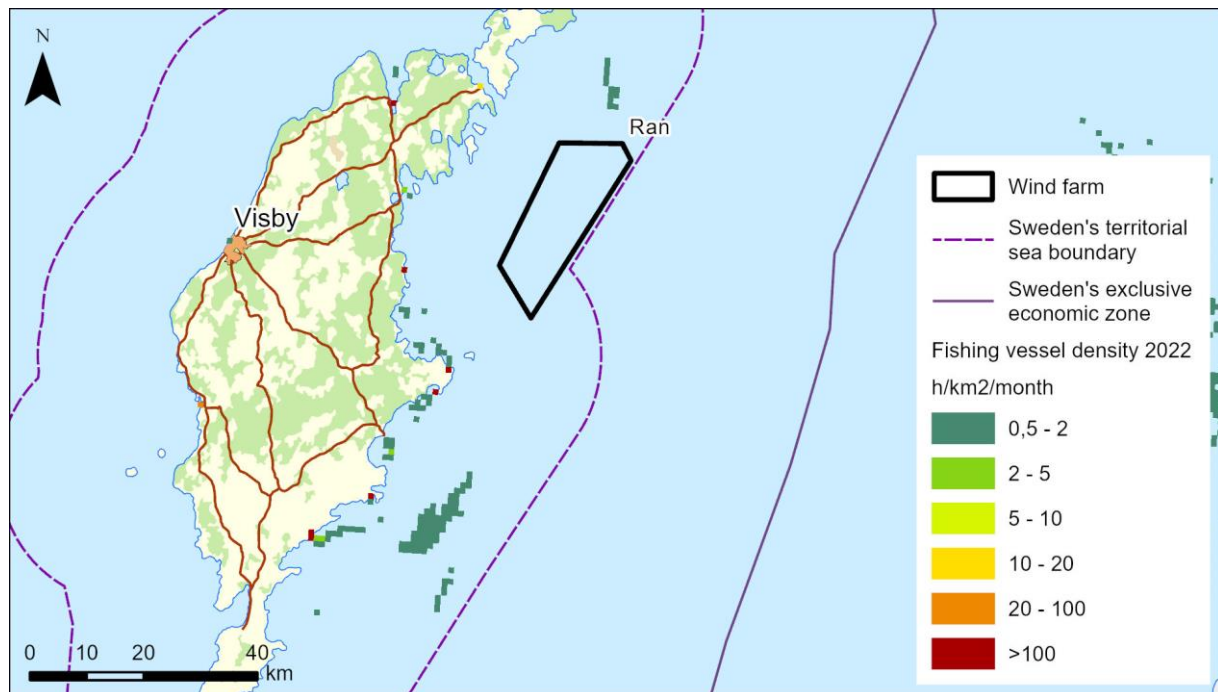 N
Ran
Visby
Wind farm
Sweden's territorial
sea boundary
Sweden's exclusive
economic zone
Fishing vessel density 2022
h/km2/month
0,5 - 2
2 - 5
5 - 10
10 - 20
20 - 100
>100
0 10 20 40
km